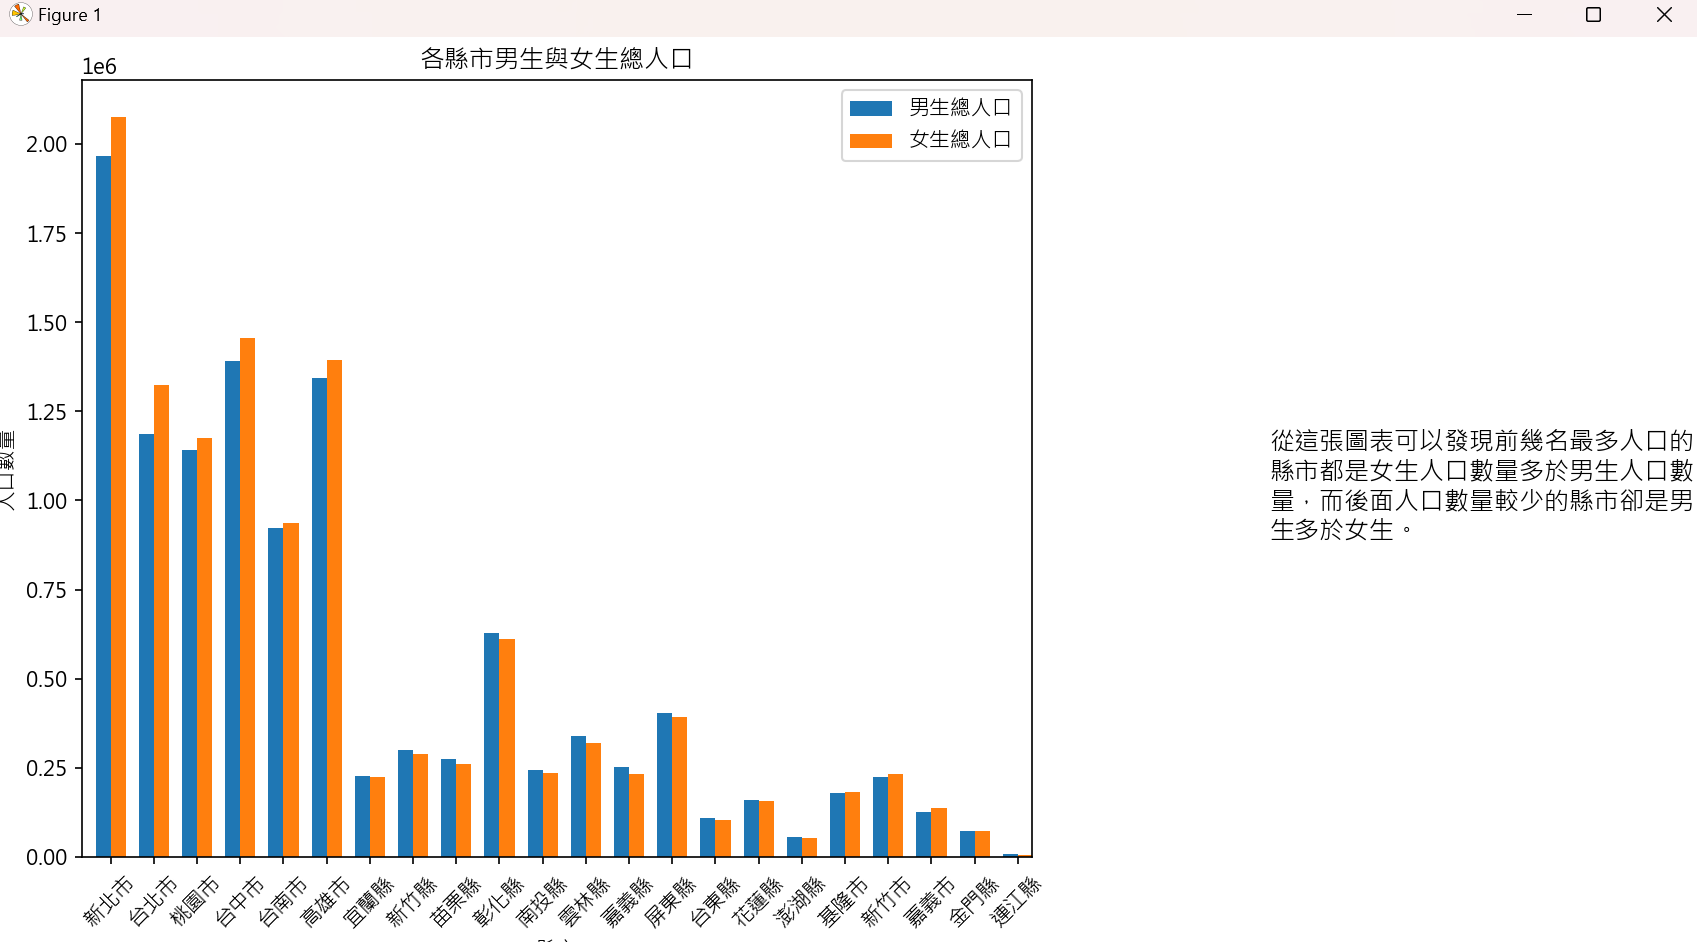 Figure 1
各縣市男生與女生總人口
1e6
男生總人口
女生總人口
2.00
1.75
1.50
1.25
1.00
0.75
0.50
0.25
0.00
人口數量
新北市
台北市
桃園市
台中市
台南市
高雄市
宜蘭縣
新竹縣
苗栗縣
彰化縣
南投縣
雲林縣
嘉義縣
屏東縣
台東縣
花蓮縣
澎湖縣
基隆市
新竹市
嘉義市
金門縣
連江縣
從這張圖表可以發現前幾名最多人口的
縣市都是女生人口數量多於男生人口數
量，而後面人口數量較少的縣市卻是男
生多於女生。